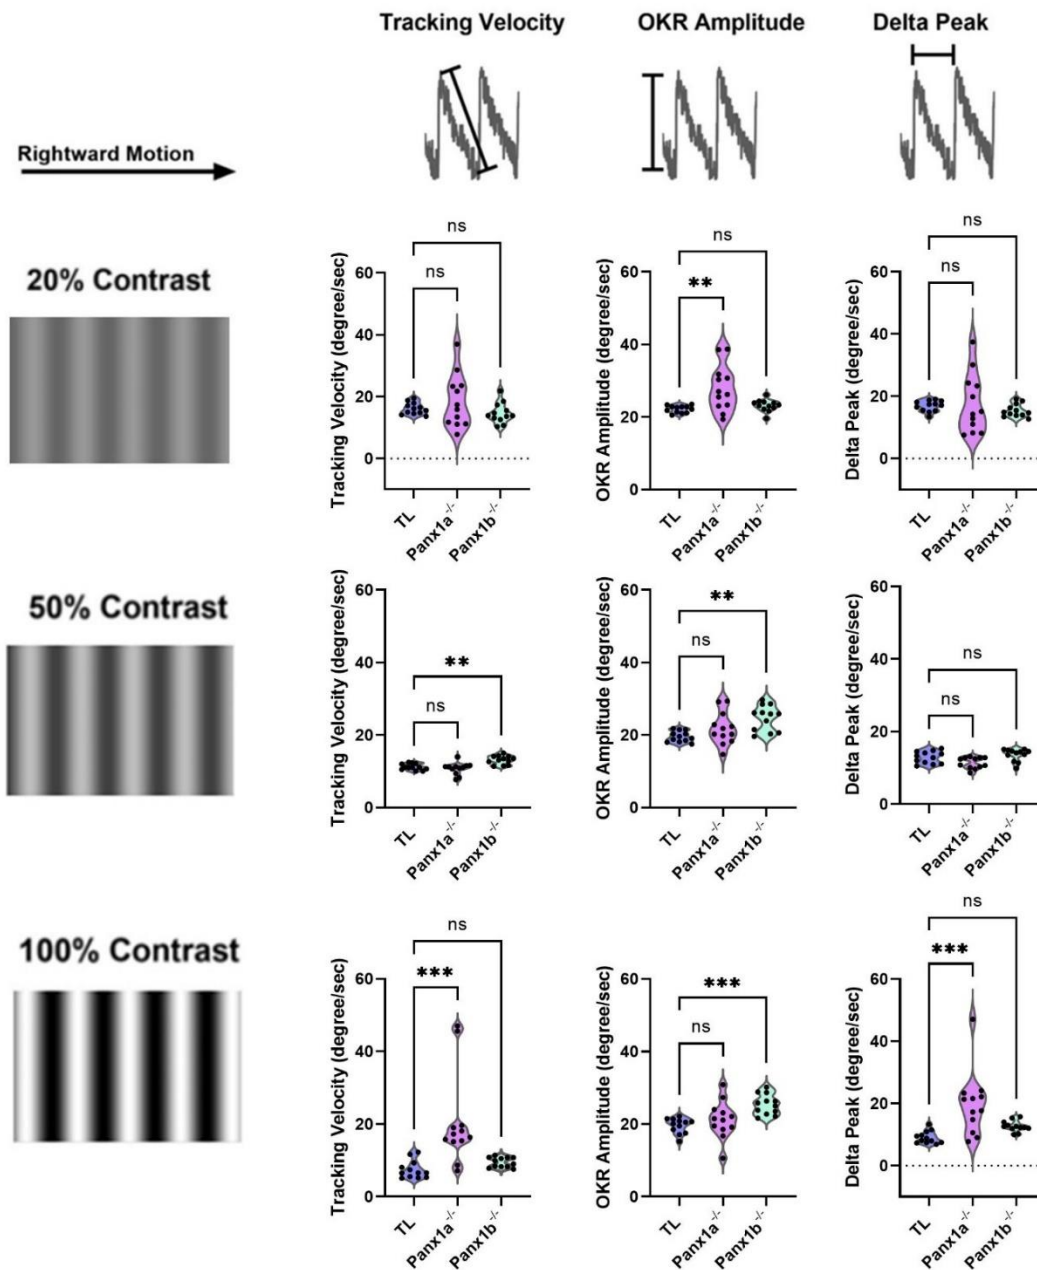 Tracking Velocity
OKR Amplitude
Delta Peak
Rightward Motion
20% Contrast
Tracking Velocity (degree/sec)
60
40
20
0
ns
ns
TL
Panx1a-/-
Panx1b-/-
OKR Amplitude (degree/sec)
60
40
20
0
ns
**
TL
Panx1a-/-
Panx1b-/-
Delta Peak (degree/sec)
60
40
20
0
ns
ns
TL
Panx1a-/-
Panx1b-/-
50% Contrast
Tracking Velocity (degree/sec)
60
40
20
0
**
ns
TL
Panx1a-/-
Panx1b-/-
OKR Amplitude (degree/sec)
60
40
20
0
**
ns
TL
Panx1a-/-
Panx1b-/-
Delta Peak (degree/sec)
60
40
20
0
ns
ns
TL
Panx1a-/-
Panx1b-/-
100% Contrast
Tracking Velocity (degree/sec)
60
40
20
0
ns
***
TL
Panx1a-/-
Panx1b-/-
OKR Amplitude (degree/sec)
60
40
20
0
***
ns
TL
Panx1a-/-
Panx1b-/-
Delta Peak (degree/sec)
60
40
20
0
ns
***
TL
Panx1a-/-
Panx1b-/-